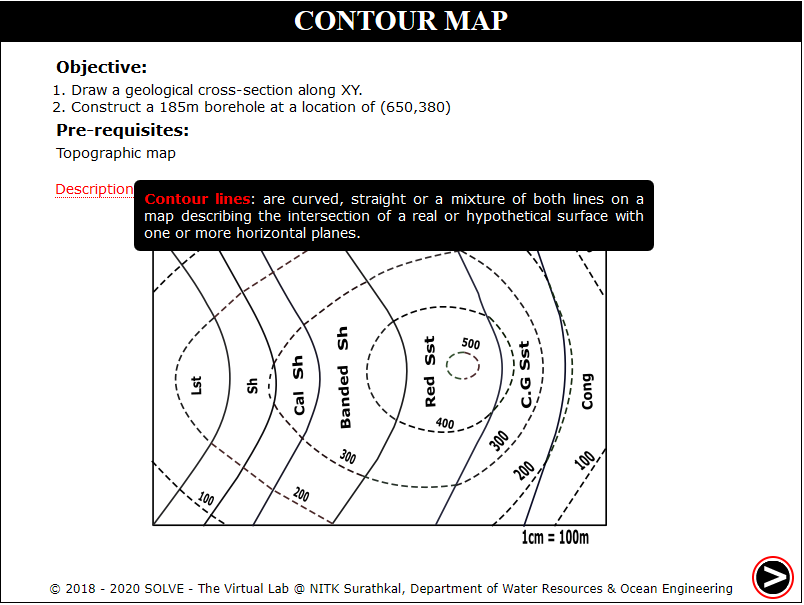 CONTOUR MAP
Objective:
1. Draw a geological cross-section along XY.
2. Construct a 185m borehole at a location of (650,380)
Pre-requisites:
Topographic map
Description
Contour lines: are curved, straight or a mixture of both lines on a
map describing the intersection of a real or hypothetical surface with
one or more horizontal planes.
Lst
Sh
Cal Sh
Banded Sh
Red Sst
500
C.G Sst
Cong
400
300
300
200
100
100
200
1cm = 100m
© 2018 - 2020 SOLVE - The Virtual Lab @ NITK Surathkal, Department of Water Resources & Ocean Engineering